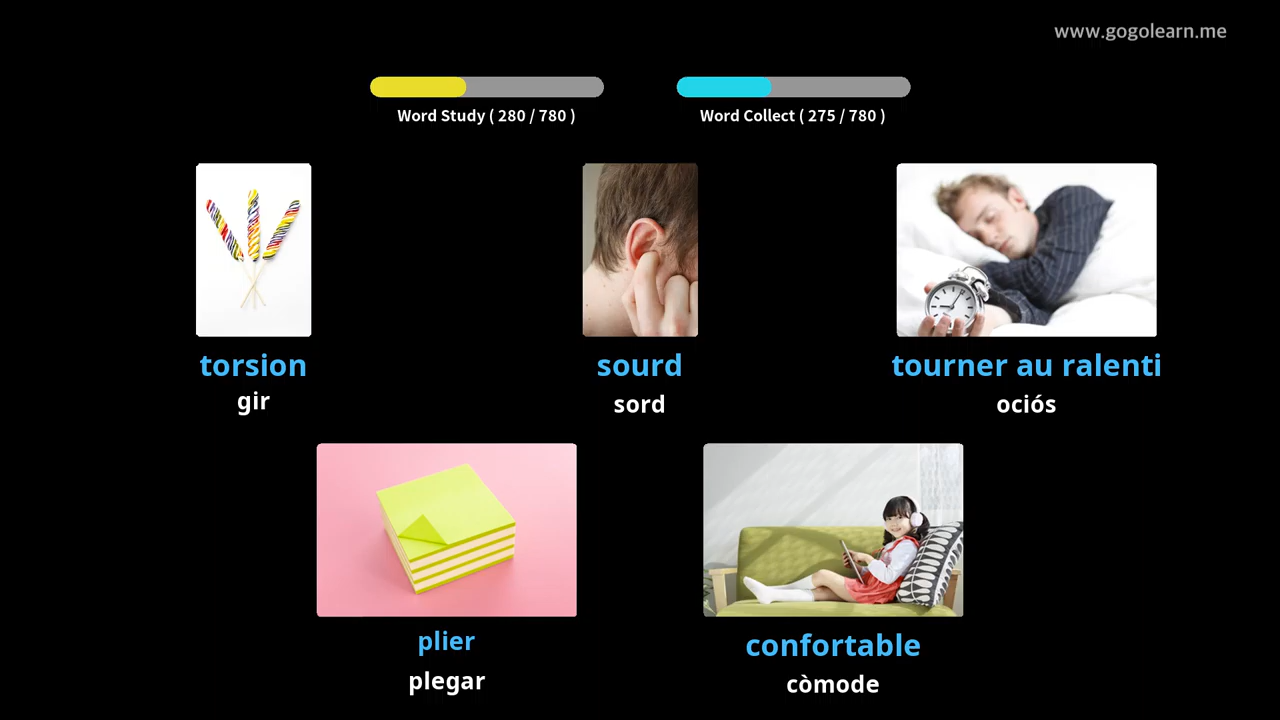 www.gogolearn.me
Word Study ( 280 / 780 )
Word Collect ( 275 / 780 )
torsion
gir
sourd
sord
tourner au ralenti
ociós
plier
plegar
confortable
còmode